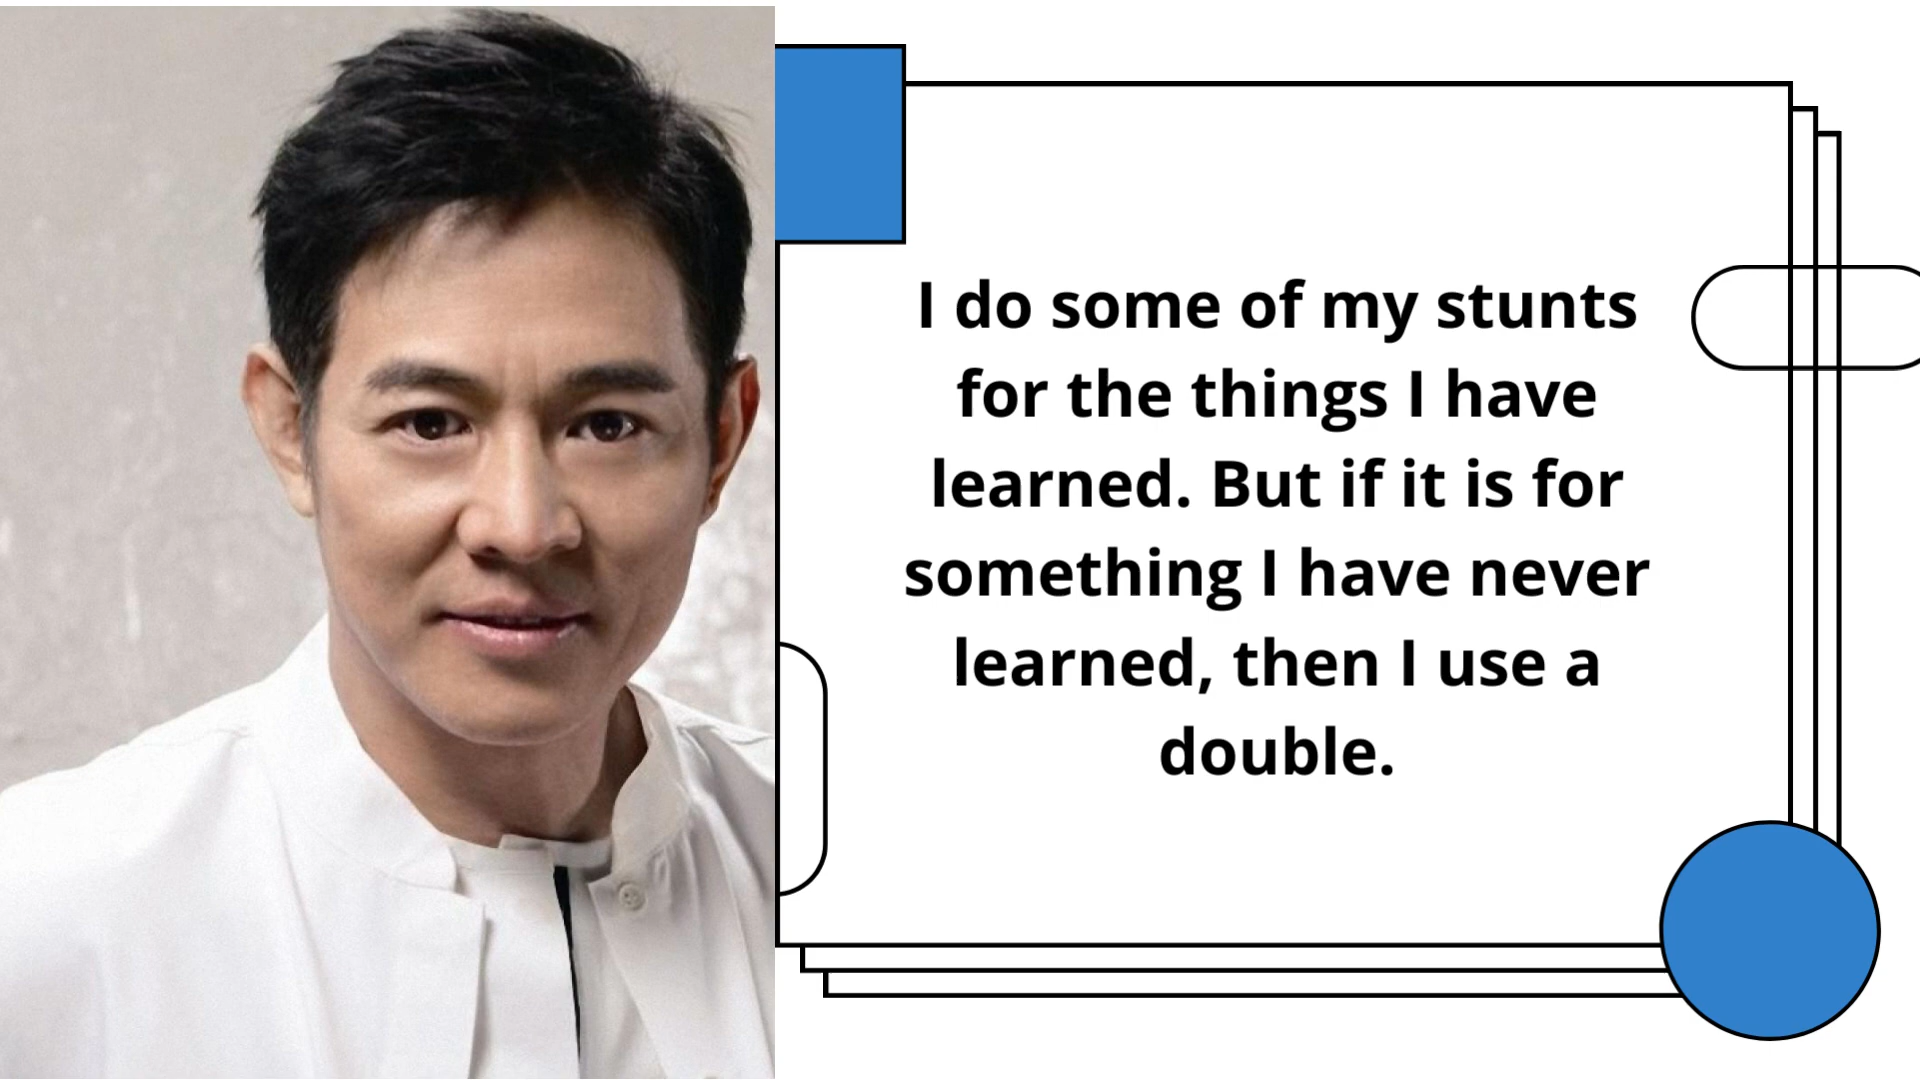 I do some of my stunts
for the things I have
learned. But if it is for
something I have never
learned, then I use a
double.